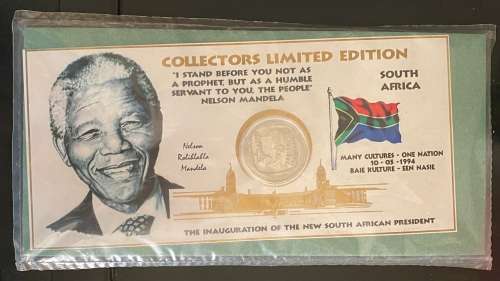 COLLECTORS LIMITED EDITION
"I STAND BEFORE YOU NOT AS
A PROPHET, BUT AS A HUMBLE
SERVANT TO YOU, THE PEOPLE"
NELSON MANDELA
SOUTH
AFRICA
Nelson
Rolihlahla
Mandela
MANY CULTURES - ONE NATION
10 - 05 - 1994
BAIE KULTURE - EEN NASIE
THE INAUGURATION OF THE NEW SOUTH AFRICAN PRESIDENT